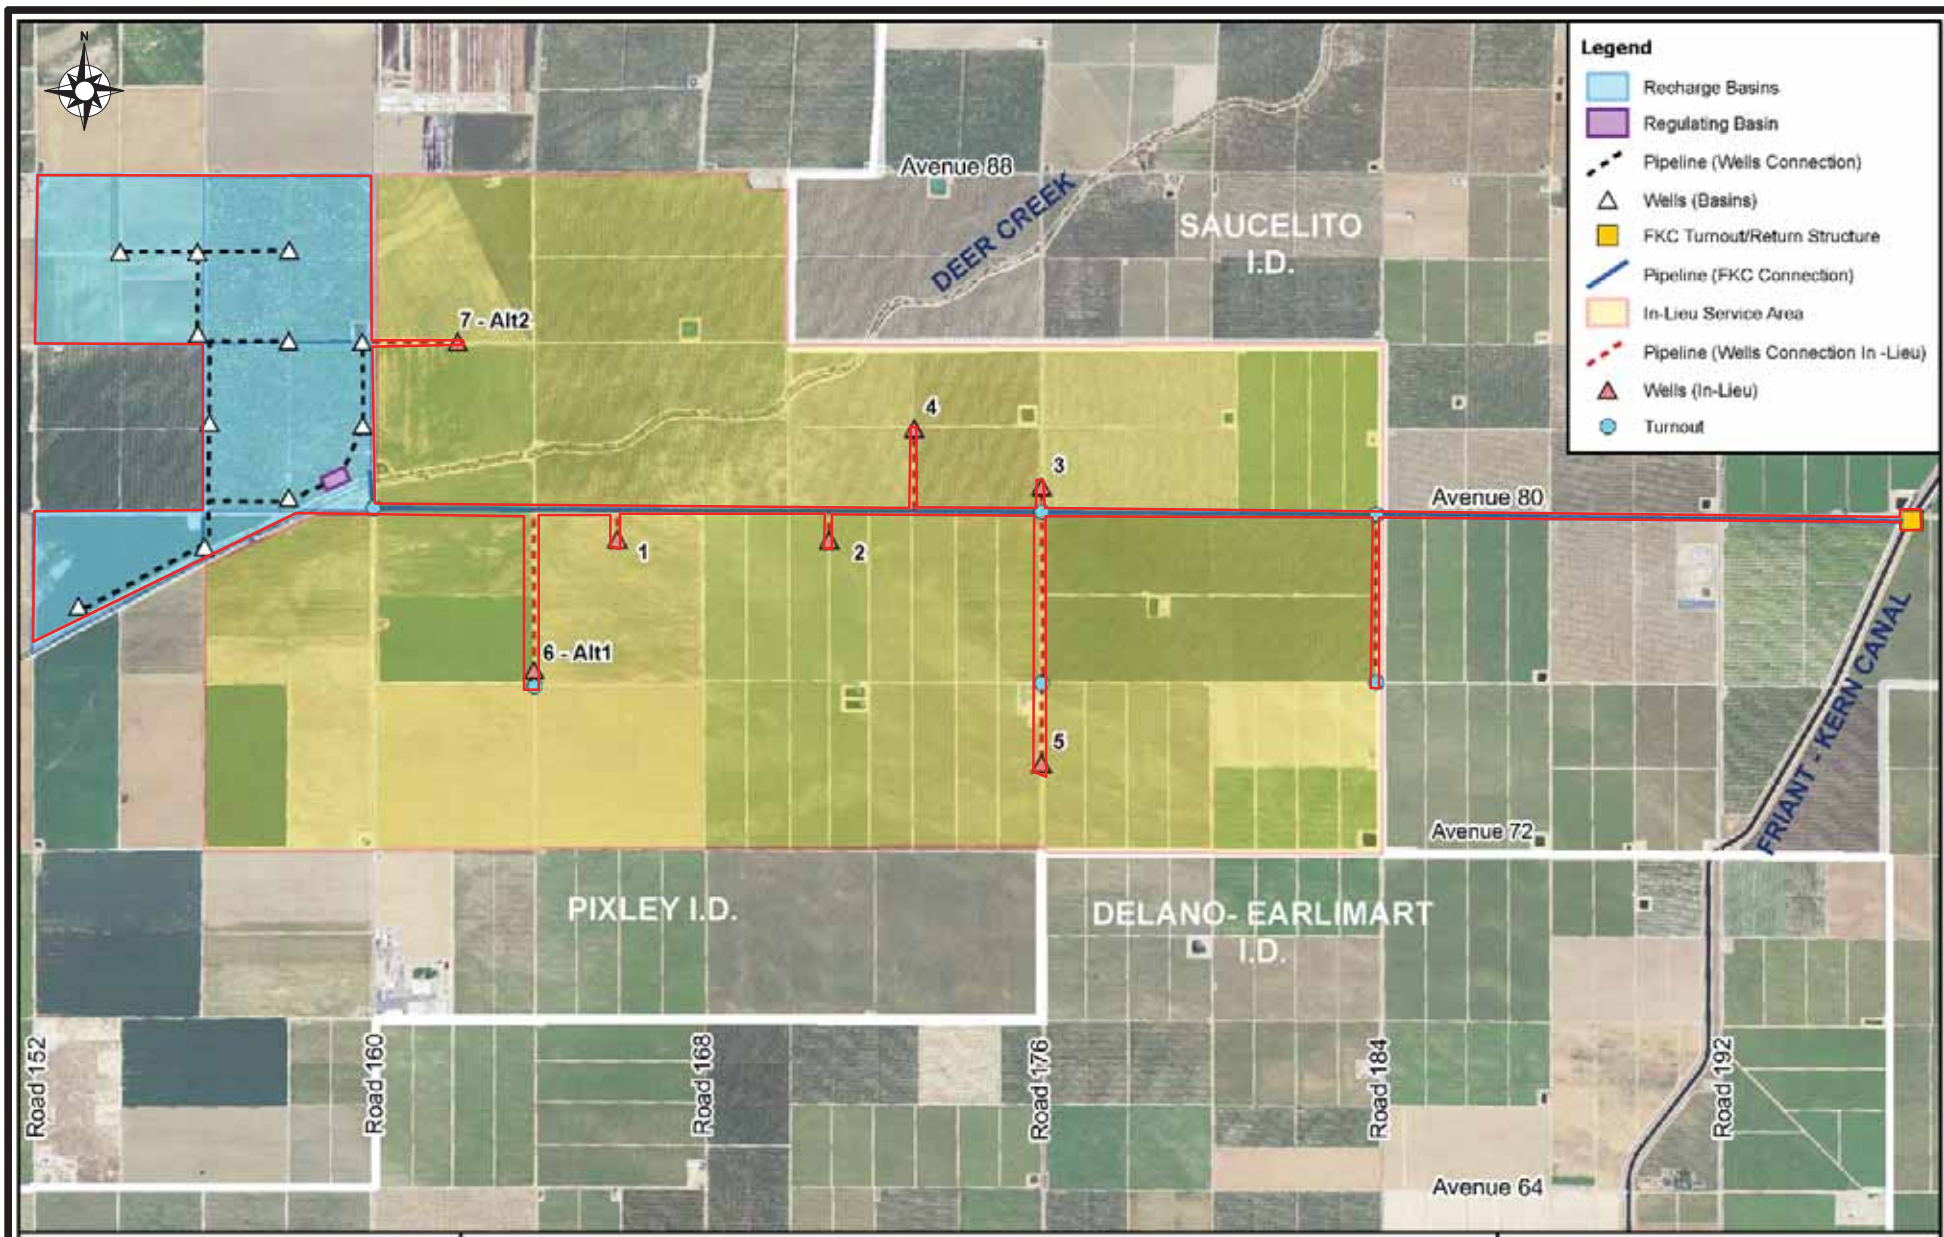 N
Legend
Recharge Basins
Regulating Basin
Pipeline (Wells Connection)
Wells (Basins)
FKC Turnout/Return Structure
Pipeline (FKC Connection)
In-Lieu Service Area
Pipeline (Wells Connection In -Lieu)
Wells (In-Lieu)
Turnout
Avenue 88
DEER CREEK
SAUCELITO
I.D.
7 - Alt2
4
3
Avenue 80
1
2
6 - Alt1
5
FRIANT - KERN CANAL
Avenue 72
PIXLEY I.D.
DELANO- EARLIMART
I.D.
Road 152
Road 160
Road 168
Road 176
Road 184
Road 192
Avenue 64